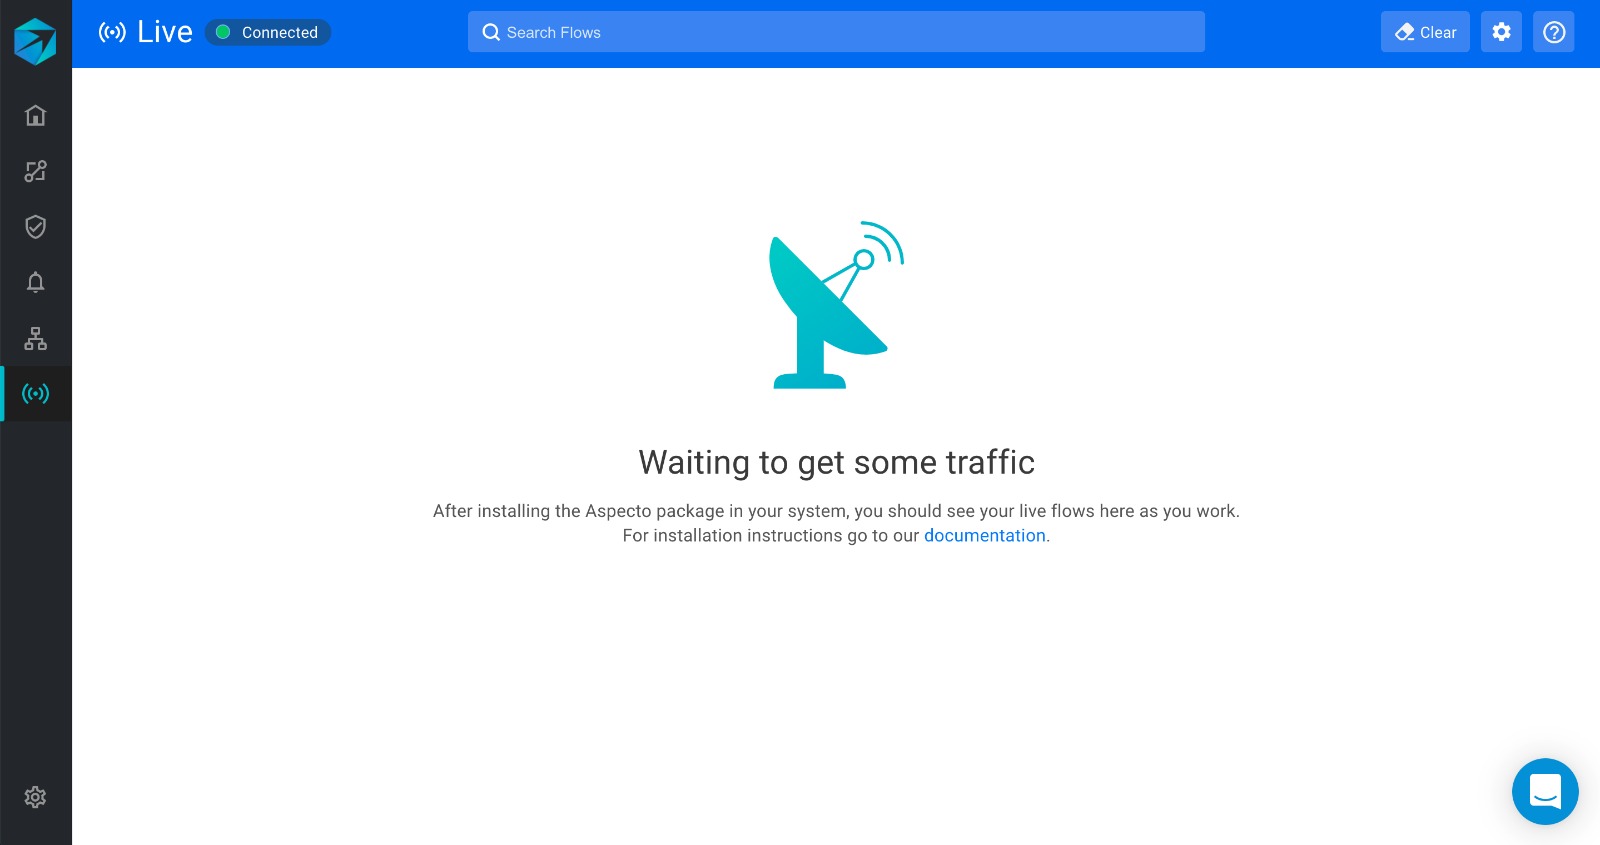 Live
Connected
Search Flows
Clear
Waiting to get some traffic
After installing the Aspecto package in your system, you should see your live flows here as you work.
For installation instructions go to our documentation.